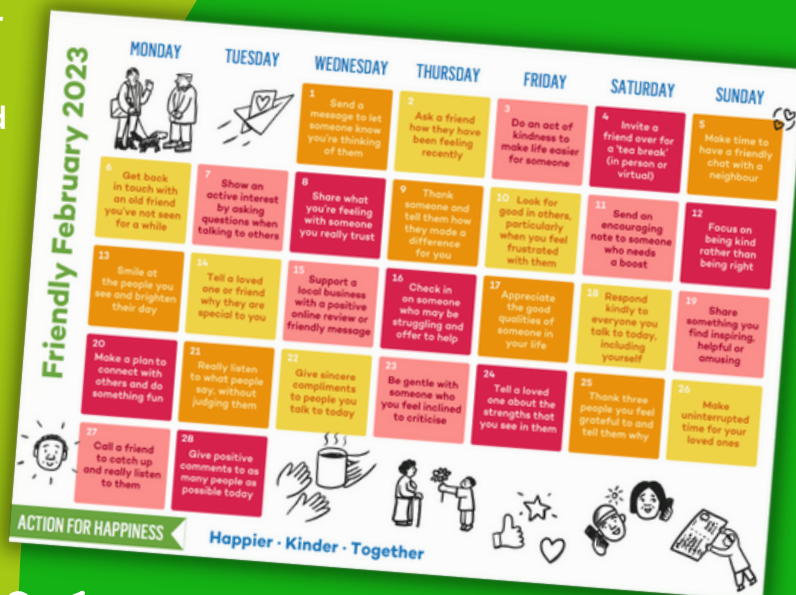 Friendly February 2023
MONDAY
TUESDAY
WEDNESDAY
THURSDAY
FRIDAY
SATURDAY
SUNDAY
1
Send a
message to let
someone know
you're thinking
of them
2
Ask a friend
how they have
been feeling
recently
3
Do an act of
kindness to
make life easier
for someone
4
Invite a
friend over for
a 'tea break'
(in person or
virtual)
5
Make time to
have a friendly
chat with a
neighbour
6
Get back
in touch with
an old friend
you've not seen
for a while
7
Show an
active interest
by asking
questions when
talking to others
8
Share what
you're feeling
with someone
you really trust
9
Thank
someone and
tell them how
they made a
difference
for you
10
Look for
good in others,
particularly
when you feel
frustrated
with them
11
Send an
encouraging
note to someone
who needs
a boost
12
Focus on
being kind
rather than
being right
13
Smile at
the people you
see and brighten
their day
14
Tell a loved
one or friend
why they are
special to you
15
Support a
local business
with a positive
online review or
friendly message
16
Check in
on someone
who may be
struggling and
offer to help
17
Appreciate
the good
qualities of
someone in
your life
18
Respond
kindly to
everyone you
talk to today,
including
yourself
19
Share
something you
find inspiring,
helpful or
amusing
20
Make a plan to
connect with
others and do
something fun
21
Really listen
to what people
say, without
judging them
22
Give sincere
compliments
to people you
talk to today
23
Be gentle with
someone who
you feel inclined
to criticise
24
Tell a loved
one about the
strengths that
you see in them
25
Thank three
people you feel
grateful to and
tell them why
26
Make
uninterrupted
time for your
loved ones
27
Call a friend
to catch up
and really listen
to them
28
Give positive
comments to as
many people as
possible today
ACTION FOR HAPPINESS
Happier · Kinder · Together